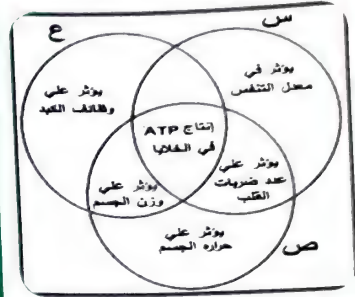 س
ع
يؤثر في
معدل التنفس
يؤثر علي
وظائف الكبد
إنتاج ATP
في الخلايا
يؤثر علي
عدد ضربات
القلب
يؤثر علي
وزن الجسم
يؤثر علي
حراره الجسم
ص